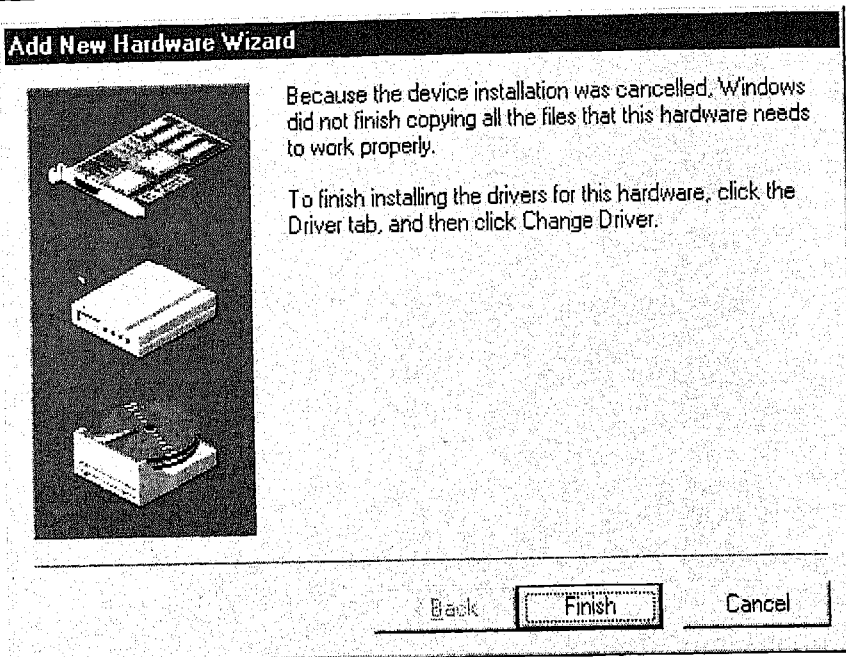 Add New Hardware Wizard
Because the device installation was cancelled, Windows
did not finish copying all the files that this hardware needs
to work properly.
To finish installing the drivers for this hardware, click the
Driver tab, and then click Change Driver.
Back
Finish
Cancel